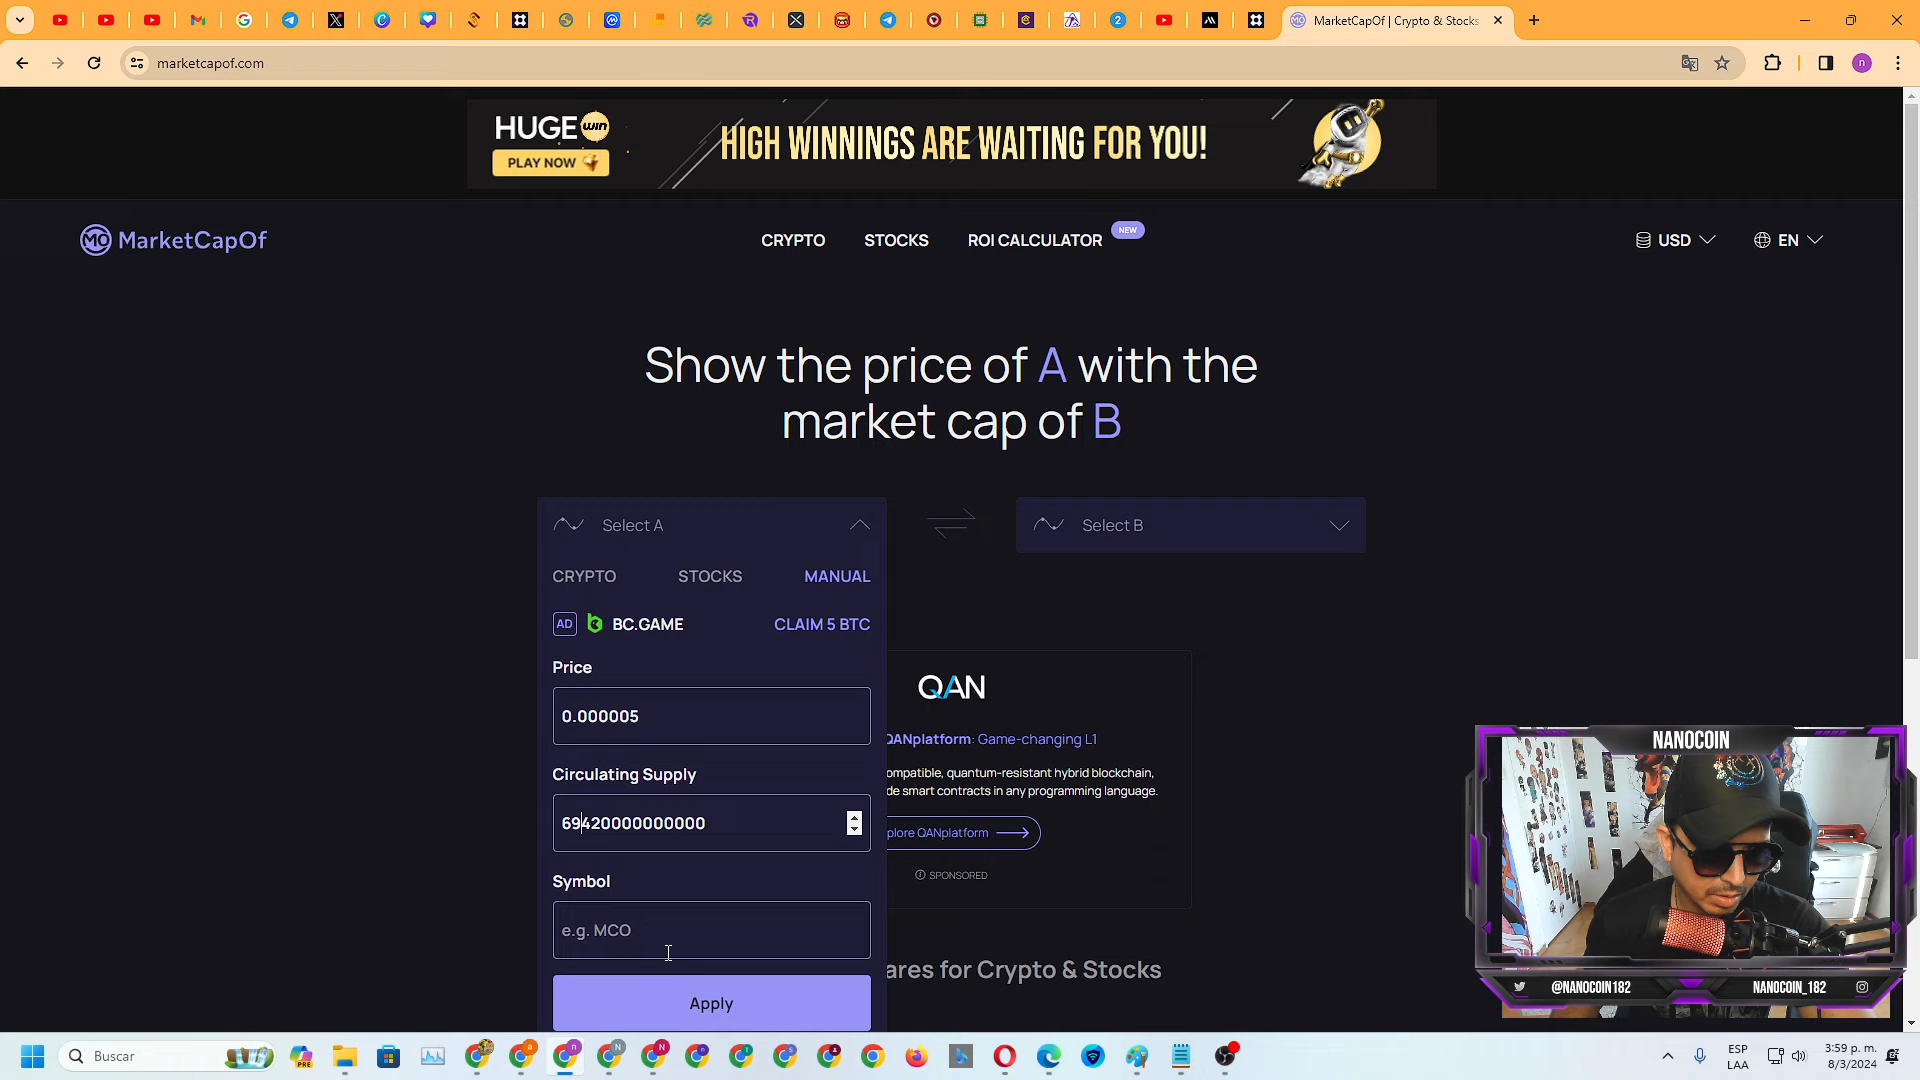 MarketCapOf | Crypto & Stocks
marketcapof.com
HUGE win
PLAY NOW
HIGH WINNINGS ARE WAITING FOR YOU!
MO MarketCapOf
CRYPTO
STOCKS
ROI CALCULATOR
NEW
USD
EN
Show the price of A with the
market cap of B
Select A
Select B
CRYPTO
STOCKS
MANUAL
AD
BC.GAME
CLAIM 5 BTC
Price
0.000005
Circulating Supply
69420000000000
Symbol
e.g. MCO
Apply
QAN
QANplatform: Game-changing L1
ompatible, quantum-resistant hybrid blockchain,
de smart contracts in any programming language.
plore QANplatform
SPONSORED
ares for Crypto & Stocks
NANOCOIN
@NANOCOIN182
NANOCOIN_182
Buscar
PRE
ESP
LAA
3:59 p. m.
8/3/2024